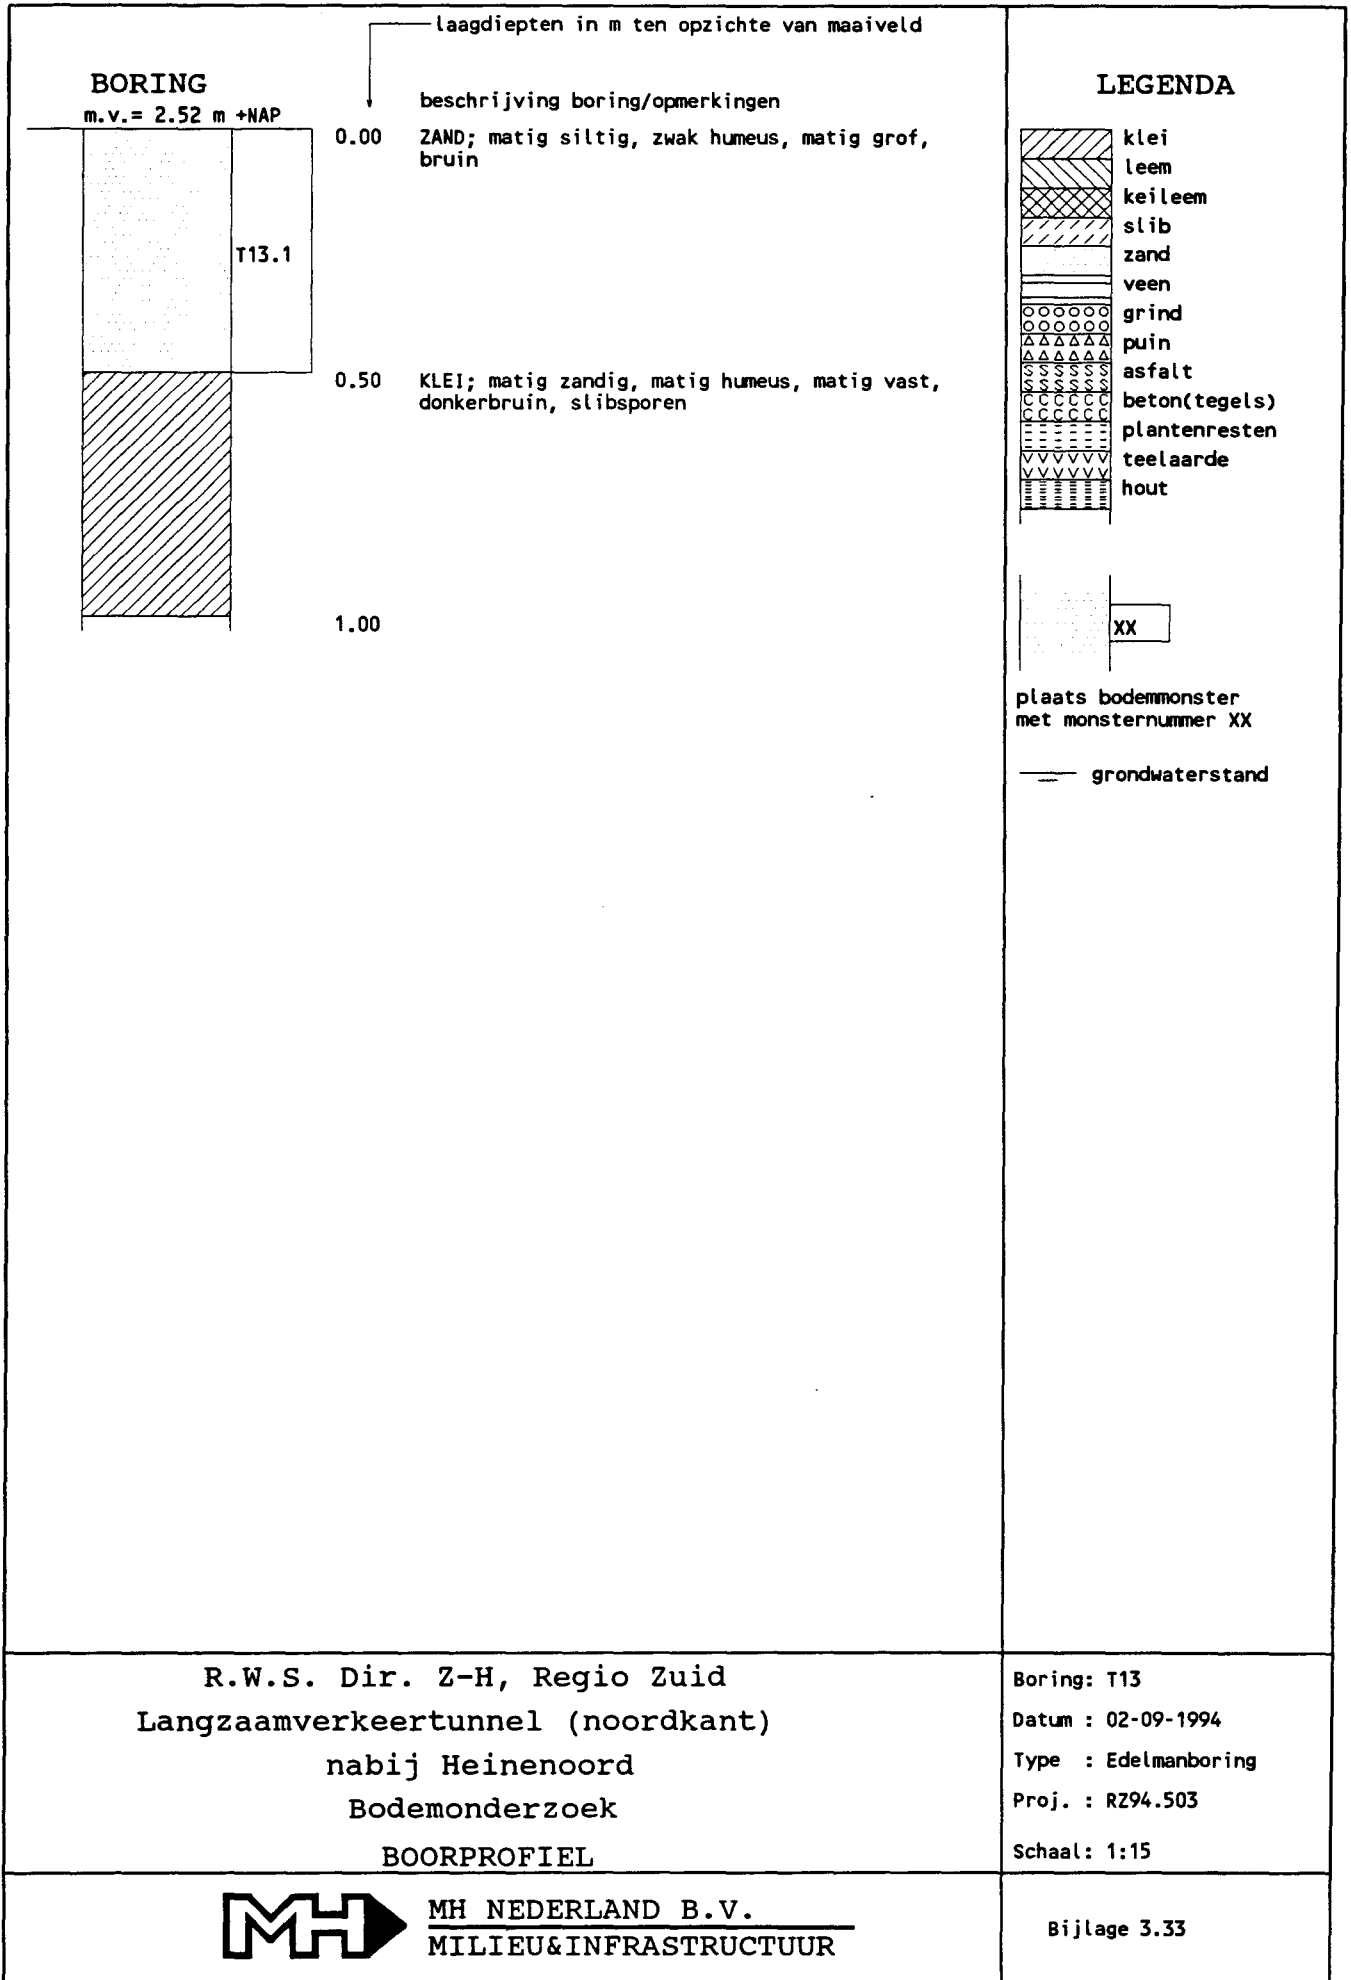 laagdiepten in m ten opzichte van maaiveld
BORING
m.v.= 2.52 m +NAP
beschrijving boring/opmerkingen
0.00 ZAND; matig siltig, zwak humeus, matig grof,
bruin
T13.1
0.50 KLEI; matig zandig, matig humeus, matig vast,
donkerbruin, slibsporen
1.00
LEGENDA
klei
leem
keileem
slib
zand
veen
grind
puin
asfalt
beton(tegels)
plantenresten
teelaarde
hout
XX
plaats bodemmonster
met monsternummer XX
grondwaterstand
R.W.S. Dir. Z-H, Regio Zuid
Langzaamverkeertunnel (noordkant)
nabij Heinenoord
Bodemonderzoek
BOORPROFIEL
Boring: T13
Datum : 02-09-1994
Type : Edelmanboring
Proj. : RZ94.503
Schaal: 1:15
MH
MH NEDERLAND B.V.
MILIEU&INFRASTRUCTUUR
Bijlage 3.33